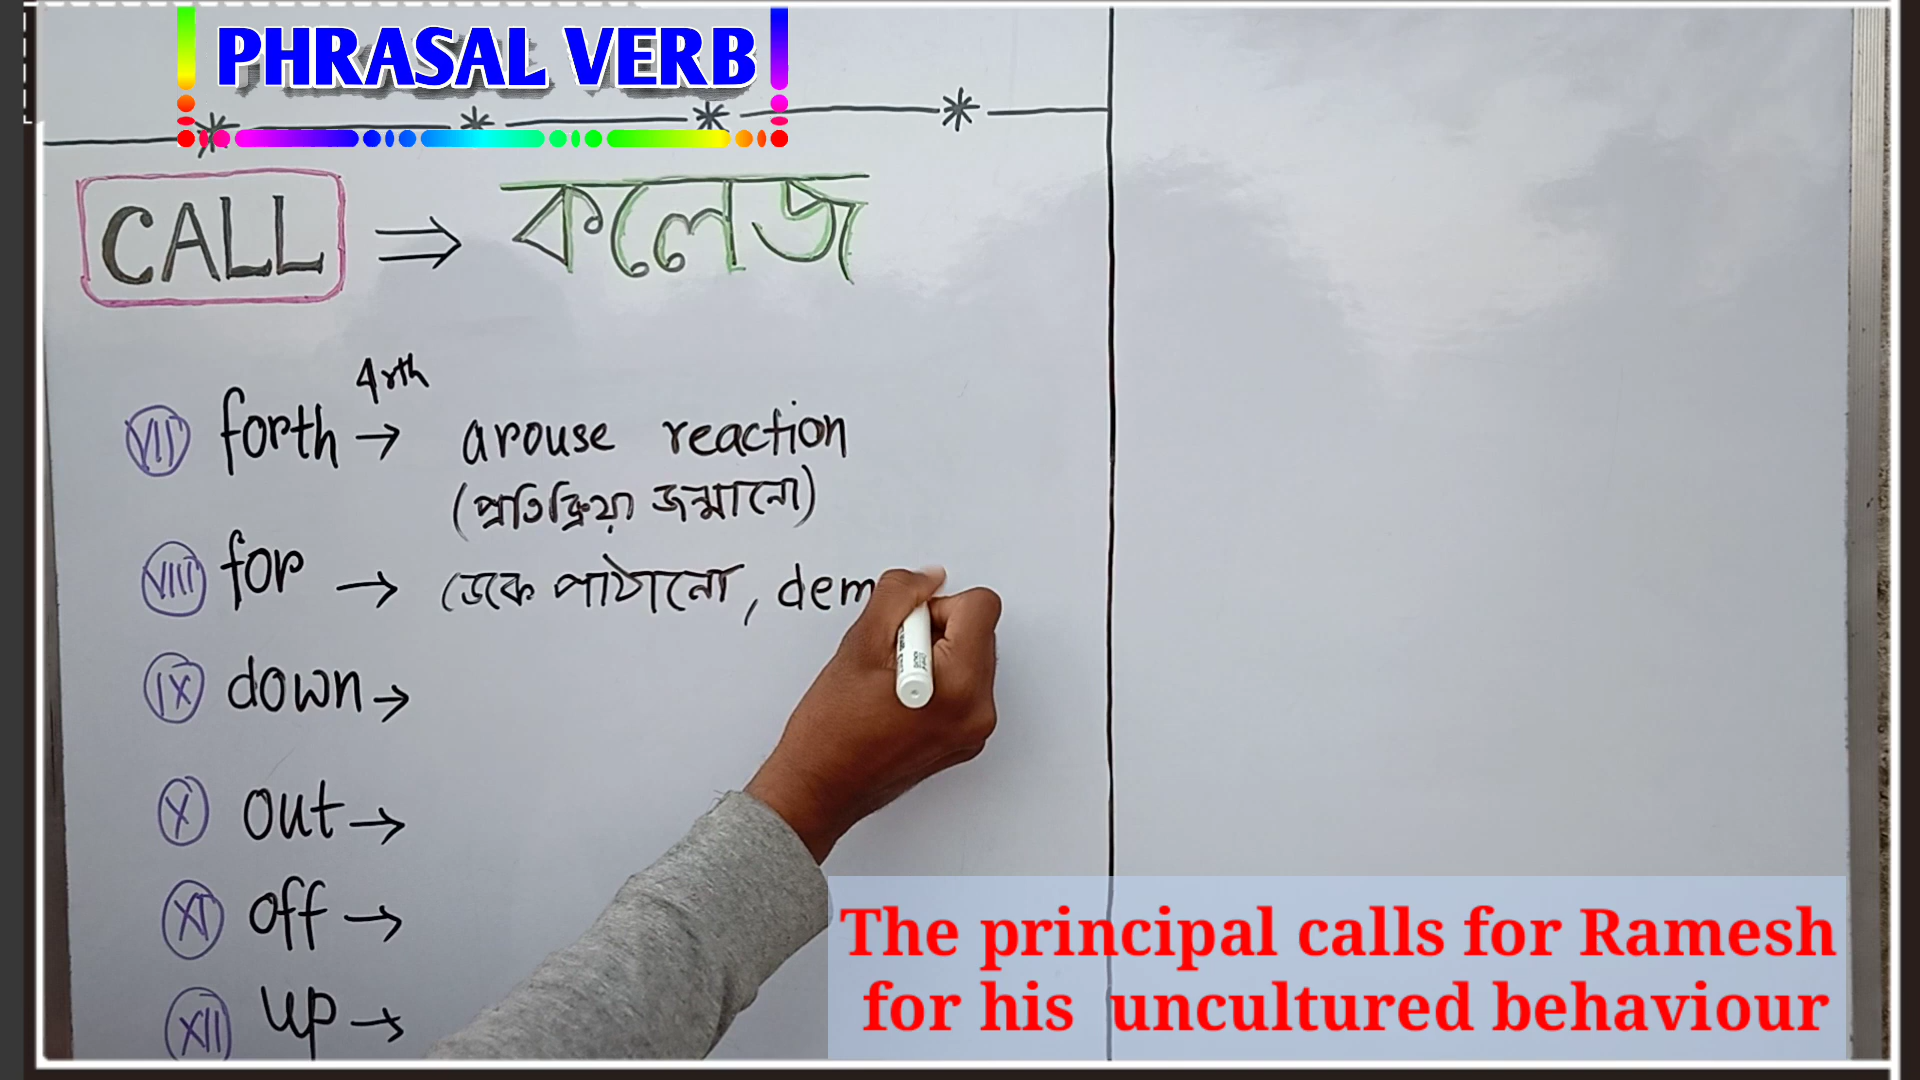 PHRASAL VERB
CALL ⇒ কলেজ
4rth
VII forth → arouse reaction
(প্রতিক্রিয়া জন্মানো)
VIII for → ডেকে পাঠানো, dem
IX down →
X out →
XI off →
XII up →
The principal calls for Ramesh
for his uncultured behaviour